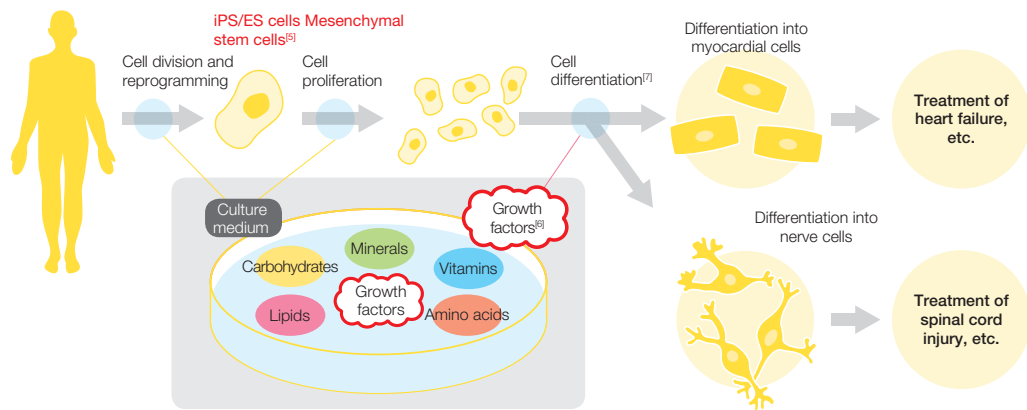 iPS/ES cells Mesenchymal
stem cells[5]
Cell division and
reprogramming
Cell
proliferation
Cell
differentiation[7]
Differentiation into
myocardial cells
Treatment of
heart failure,
etc.
Culture
medium
Growth
factors[6]
Minerals
Carbohydrates
Vitamins
Growth
factors
Lipids
Amino acids
Differentiation into
nerve cells
Treatment of
spinal cord
injury, etc.